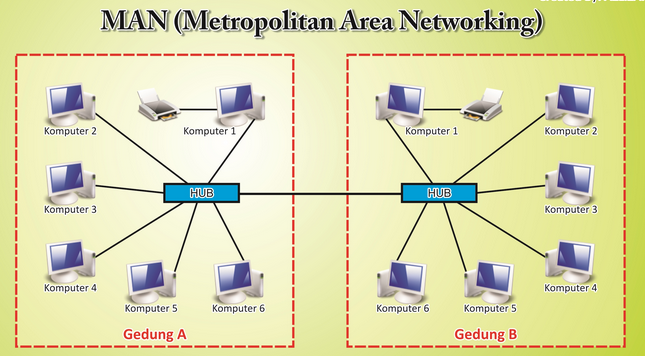 MAN (Metropolitan Area Networking)
Komputer 2
Komputer 1
Komputer 3
HUB
Komputer 4
Komputer 5
Komputer 6
Gedung A
Komputer 1
Komputer 2
HUB
Komputer 3
Komputer 4
Komputer 6
Komputer 5
Gedung B